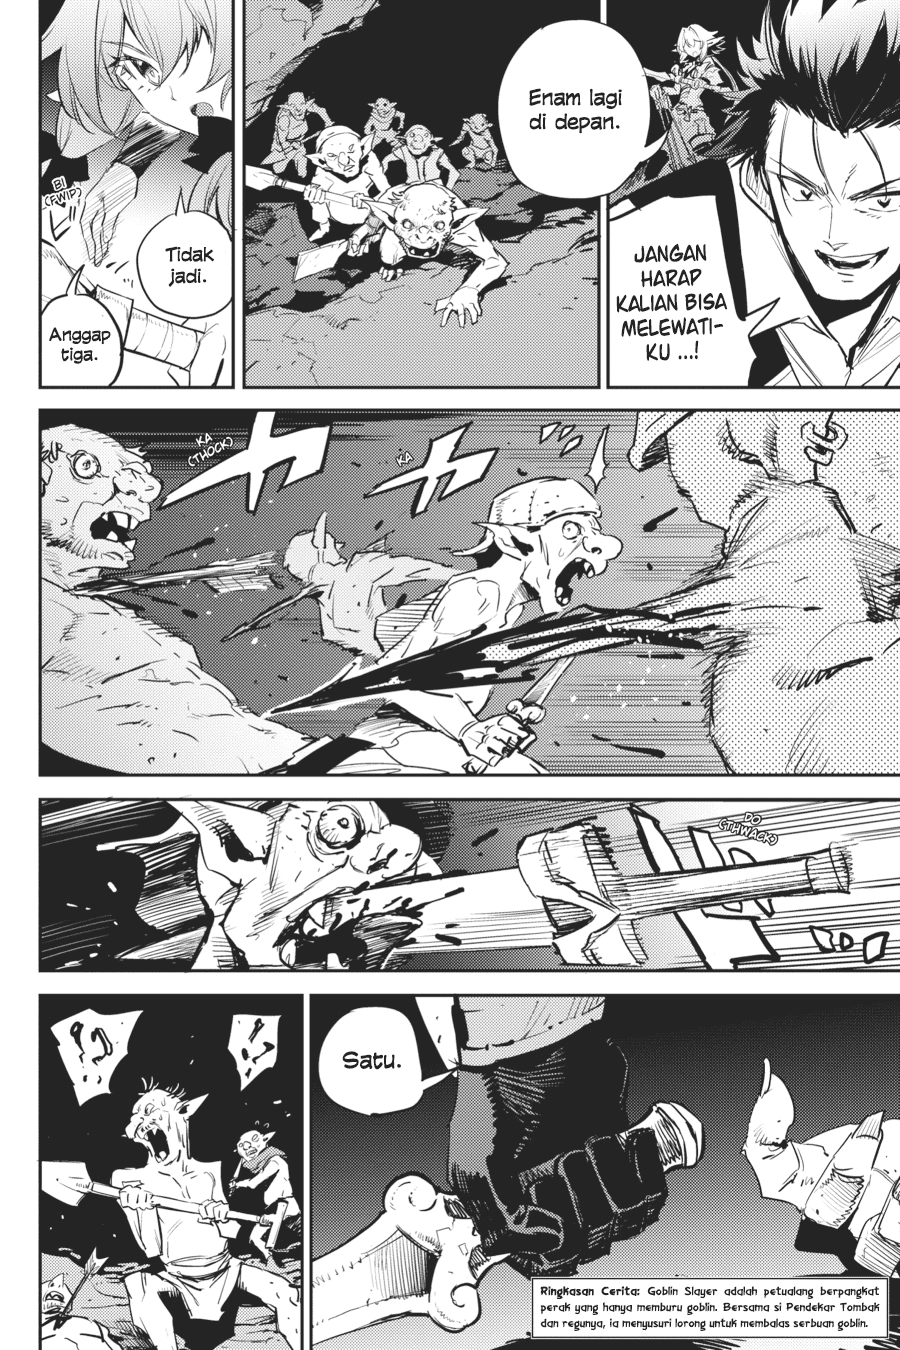 JANGAN
HARAP
KALIAN BISA
MELEWATI-
KU ...!
Enam lagi
di depan.
Tidak
jadi.
BI
(FWIP)
Anggap
tiga.
KA
KA
(THOCK)
DO
(THWACK)
Satu.
Ringkasan Cerita: Goblin Slayer adalah petualang berpangkat
perak yang hanya memburu goblin. Bersama si Pendekar Tombak
dan regunya, ia menyusuri lorong untuk membalas serbuan goblin.